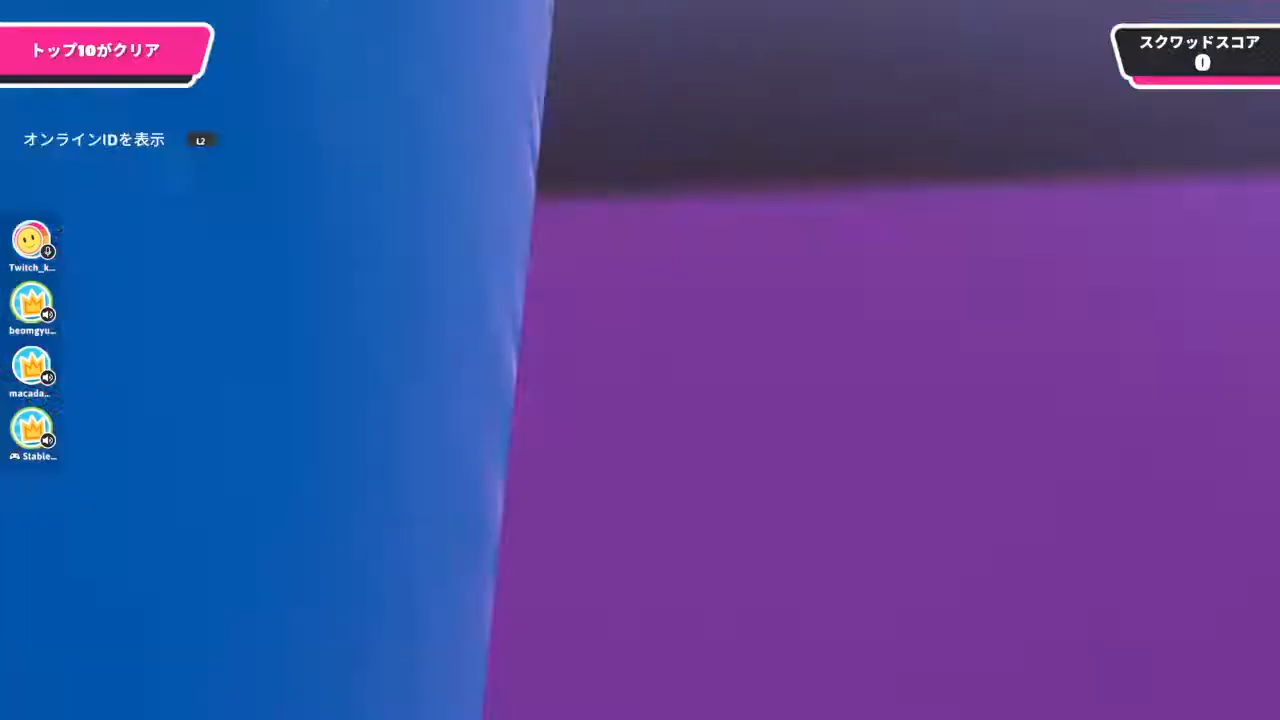 トップ10がクリア
スクワッドスコア
0
オンラインIDを表示 L2
Twitch_k...
beomgyu...
macada...
Stable...